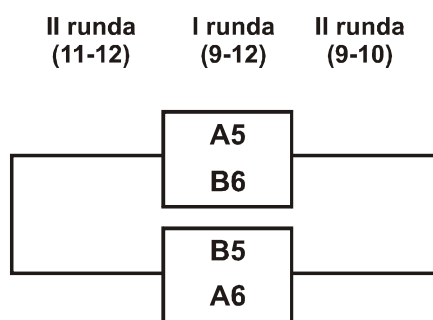 II runda I runda II runda
(11-12) (9-12) (9-10)
A5
B6
B5
A6